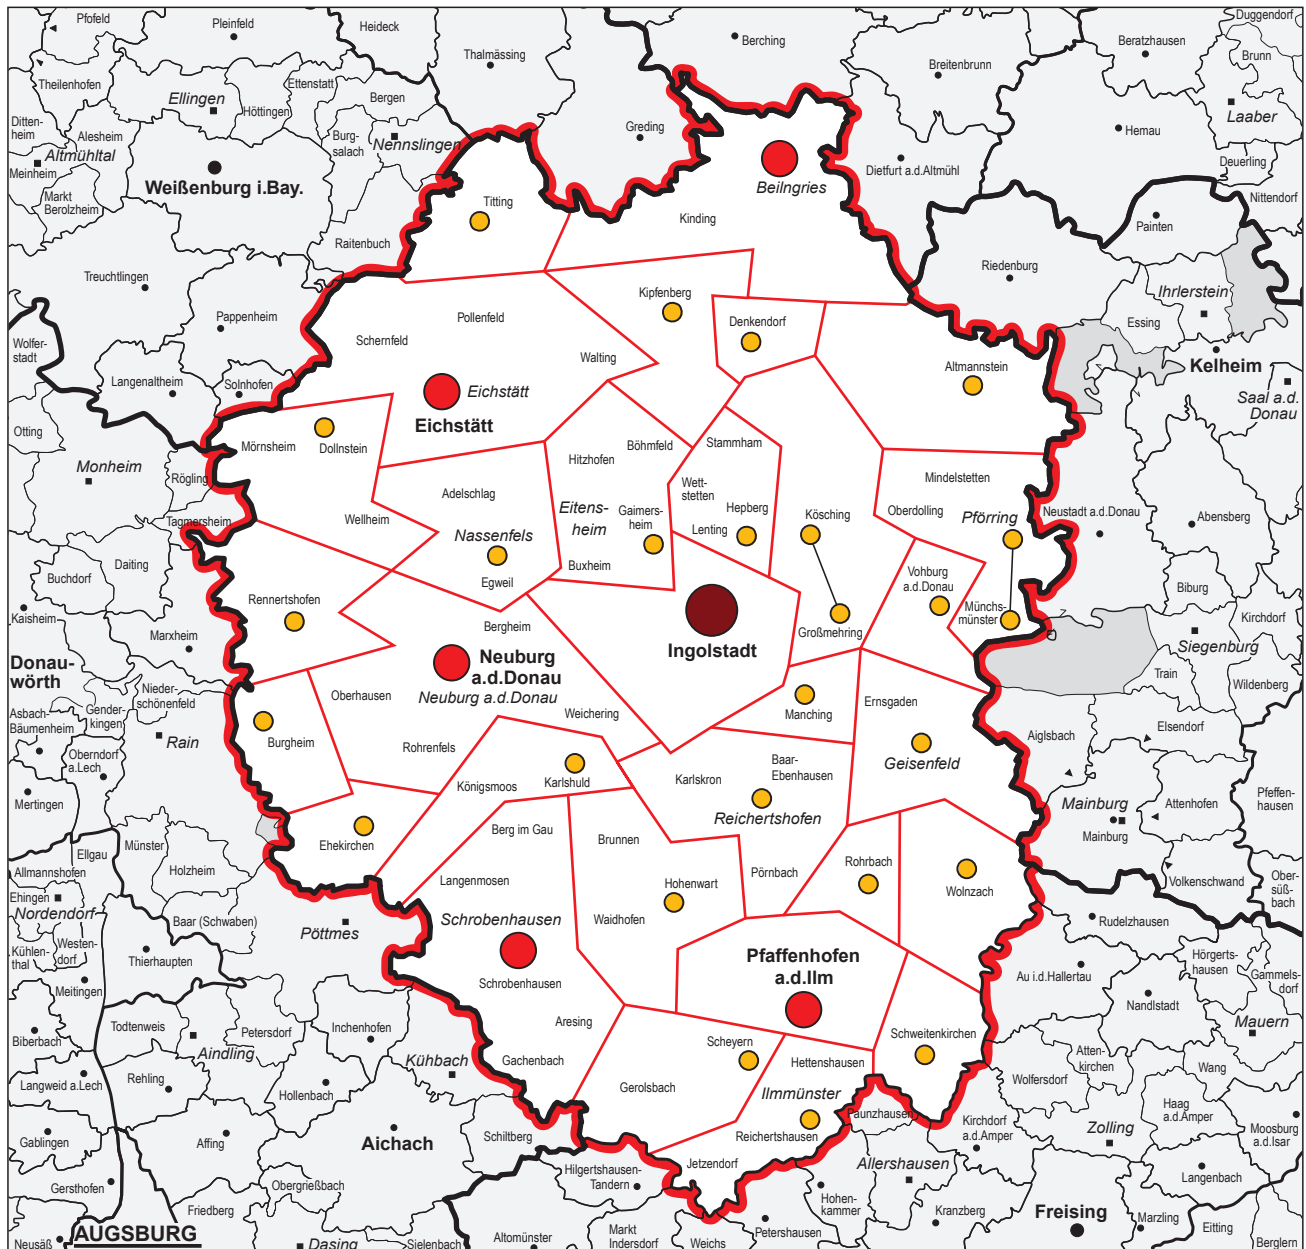 Pfofeld
Pleinfeld
Heideck
Thalmässing
Berching
Breitenbrunn
Beratzhausen
Duggendorf
Brunn
Theilenhofen
Ellingen
Ettenstatt
Höttingen
Bergen
Laaber
Ditten-
heim
Alesheim
Altmühltal
Meinheim
Markt
Berolzheim
Burg-
salach
Nennslingen
Greding
Hemau
Deuerling
Nittendorf
Weißenburg i.Bay.
Raitenbuch
Titting
Beilngries
Kinding
Dietfurt a.d.Altmühl
Painten
Riedenburg
Ihrlerstein
Essing
Kelheim
Saal a.d.
Donau
Treuchtlingen
Pappenheim
Wolfer-
stadt
Langenaltheim
Solnhofen
Schernfeld
Pollenfeld
Walting
Kipfenberg
Denkendorf
Altmannstein
Eichstätt
Eichstätt
Otting
Monheim
Rögling
Tagmersheim
Mörnsheim
Dollnstein
Wellheim
Adelschlag
Nassenfels
Egweil
Hitzhofen
Böhmfeld
Eitens-
heim
Gaimers-
heim
Buxheim
Stammham
Wett-
stetten
Hepberg
Lenting
Kösching
Großmehring
Mindelstetten
Oberdolling
Pförring
Neustadt a.d.Donau
Abensberg
Vohburg
a.d.Donau
Münchs-
münster
Biburg
Kirchdorf
Siegenburg
Train
Wildenberg
Buchdorf
Daiting
Kaisheim
Marxheim
Rennertshofen
Bergheim
Neuburg
a.d.Donau
Neuburg a.d.Donau
Ingolstadt
Donau-
wörth
Nieder-
schönenfeld
Asbach-
Bäumenheim
Gender-
kingen
Rain
Oberndorf
a.Lech
Mertingen
Burgheim
Oberhausen
Rohrenfels
Weichering
Manching
Ernsgaden
Geisenfeld
Aiglsbach
Elsendorf
Mainburg
Mainburg
Attenhofen
Pfeffen-
hausen
Volkenschwand
Ober-
süß-
bach
Königsmoos
Karlshuld
Karlskron
Baar-
Ebenhausen
Reichertshofen
Ehekirchen
Berg im Gau
Brunnen
Pörnbach
Rohrbach
Wolnzach
Langenmosen
Hohenwart
Waidhofen
Schrobenhausen
Schrobenhausen
Pfaffenhofen
a.d.Ilm
Münster
Ellgau
Allmannshofen
Holzheim
Ehingen
Nordendorf
Baar (Schwaben)
Pöttmes
Kühlen-
thal
Westen-
dorf
Thierhaupten
Meitingen
Rudelzhausen
Au i.d.Hallertau
Hörgerts-
hausen
Gammels-
dorf
Nandlstadt
Mauern
Aresing
Gachenbach
Scheyern
Gerolsbach
Hettenshausen
Ilmmünster
Reichertshausen
Jetzendorf
Schweitenkirchen
Paunzhausen
Biberbach
Todtenweis
Aindling
Petersdorf
Inchenhofen
Kühbach
Langweid a.Lech
Rehling
Hollenbach
Gablingen
Affing
Aichach
Schiltberg
Hilgertshausen-
Tandern
Allershausen
Kirchdorf
a.d.Amper
Wolfersdorf
Atten-
kirchen
Wang
Haag
a.d.Amper
Zolling
Moosburg
a.d.Isar
Langenbach
Gersthofen
Obergrießbach
Friedberg
AUGSBURG
Neusäß
Dasing
Sielenbach
Altomünster
Markt
Indersdorf
Weichs
Petershausen
Hohen-
kammer
Kranzberg
Freising
Marzling
Eitting
Berglern